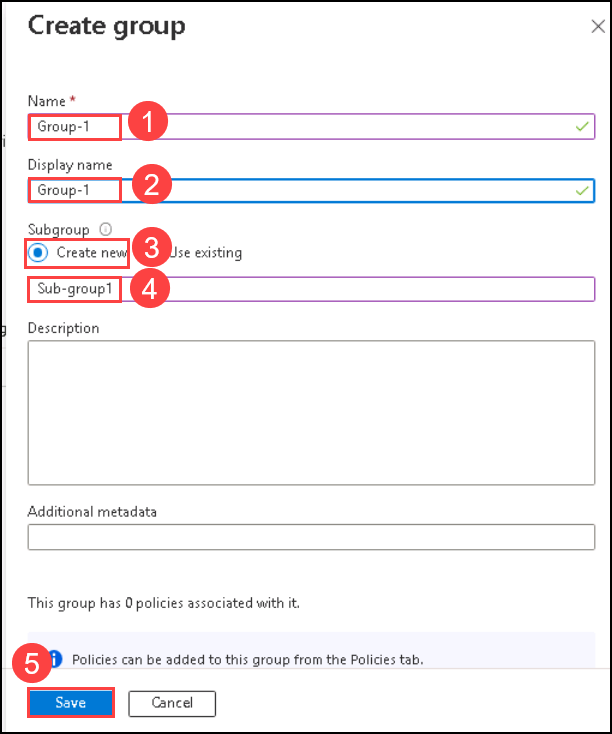 Create group
Name *
Group-1
1
Display name
Group-1
2
Subgroup
Create new
3
Use existing
Sub-group1
4
Description
Additional metadata
This group has 0 policies associated with it.
5
Policies can be added to this group from the Policies tab.
Save
Cancel